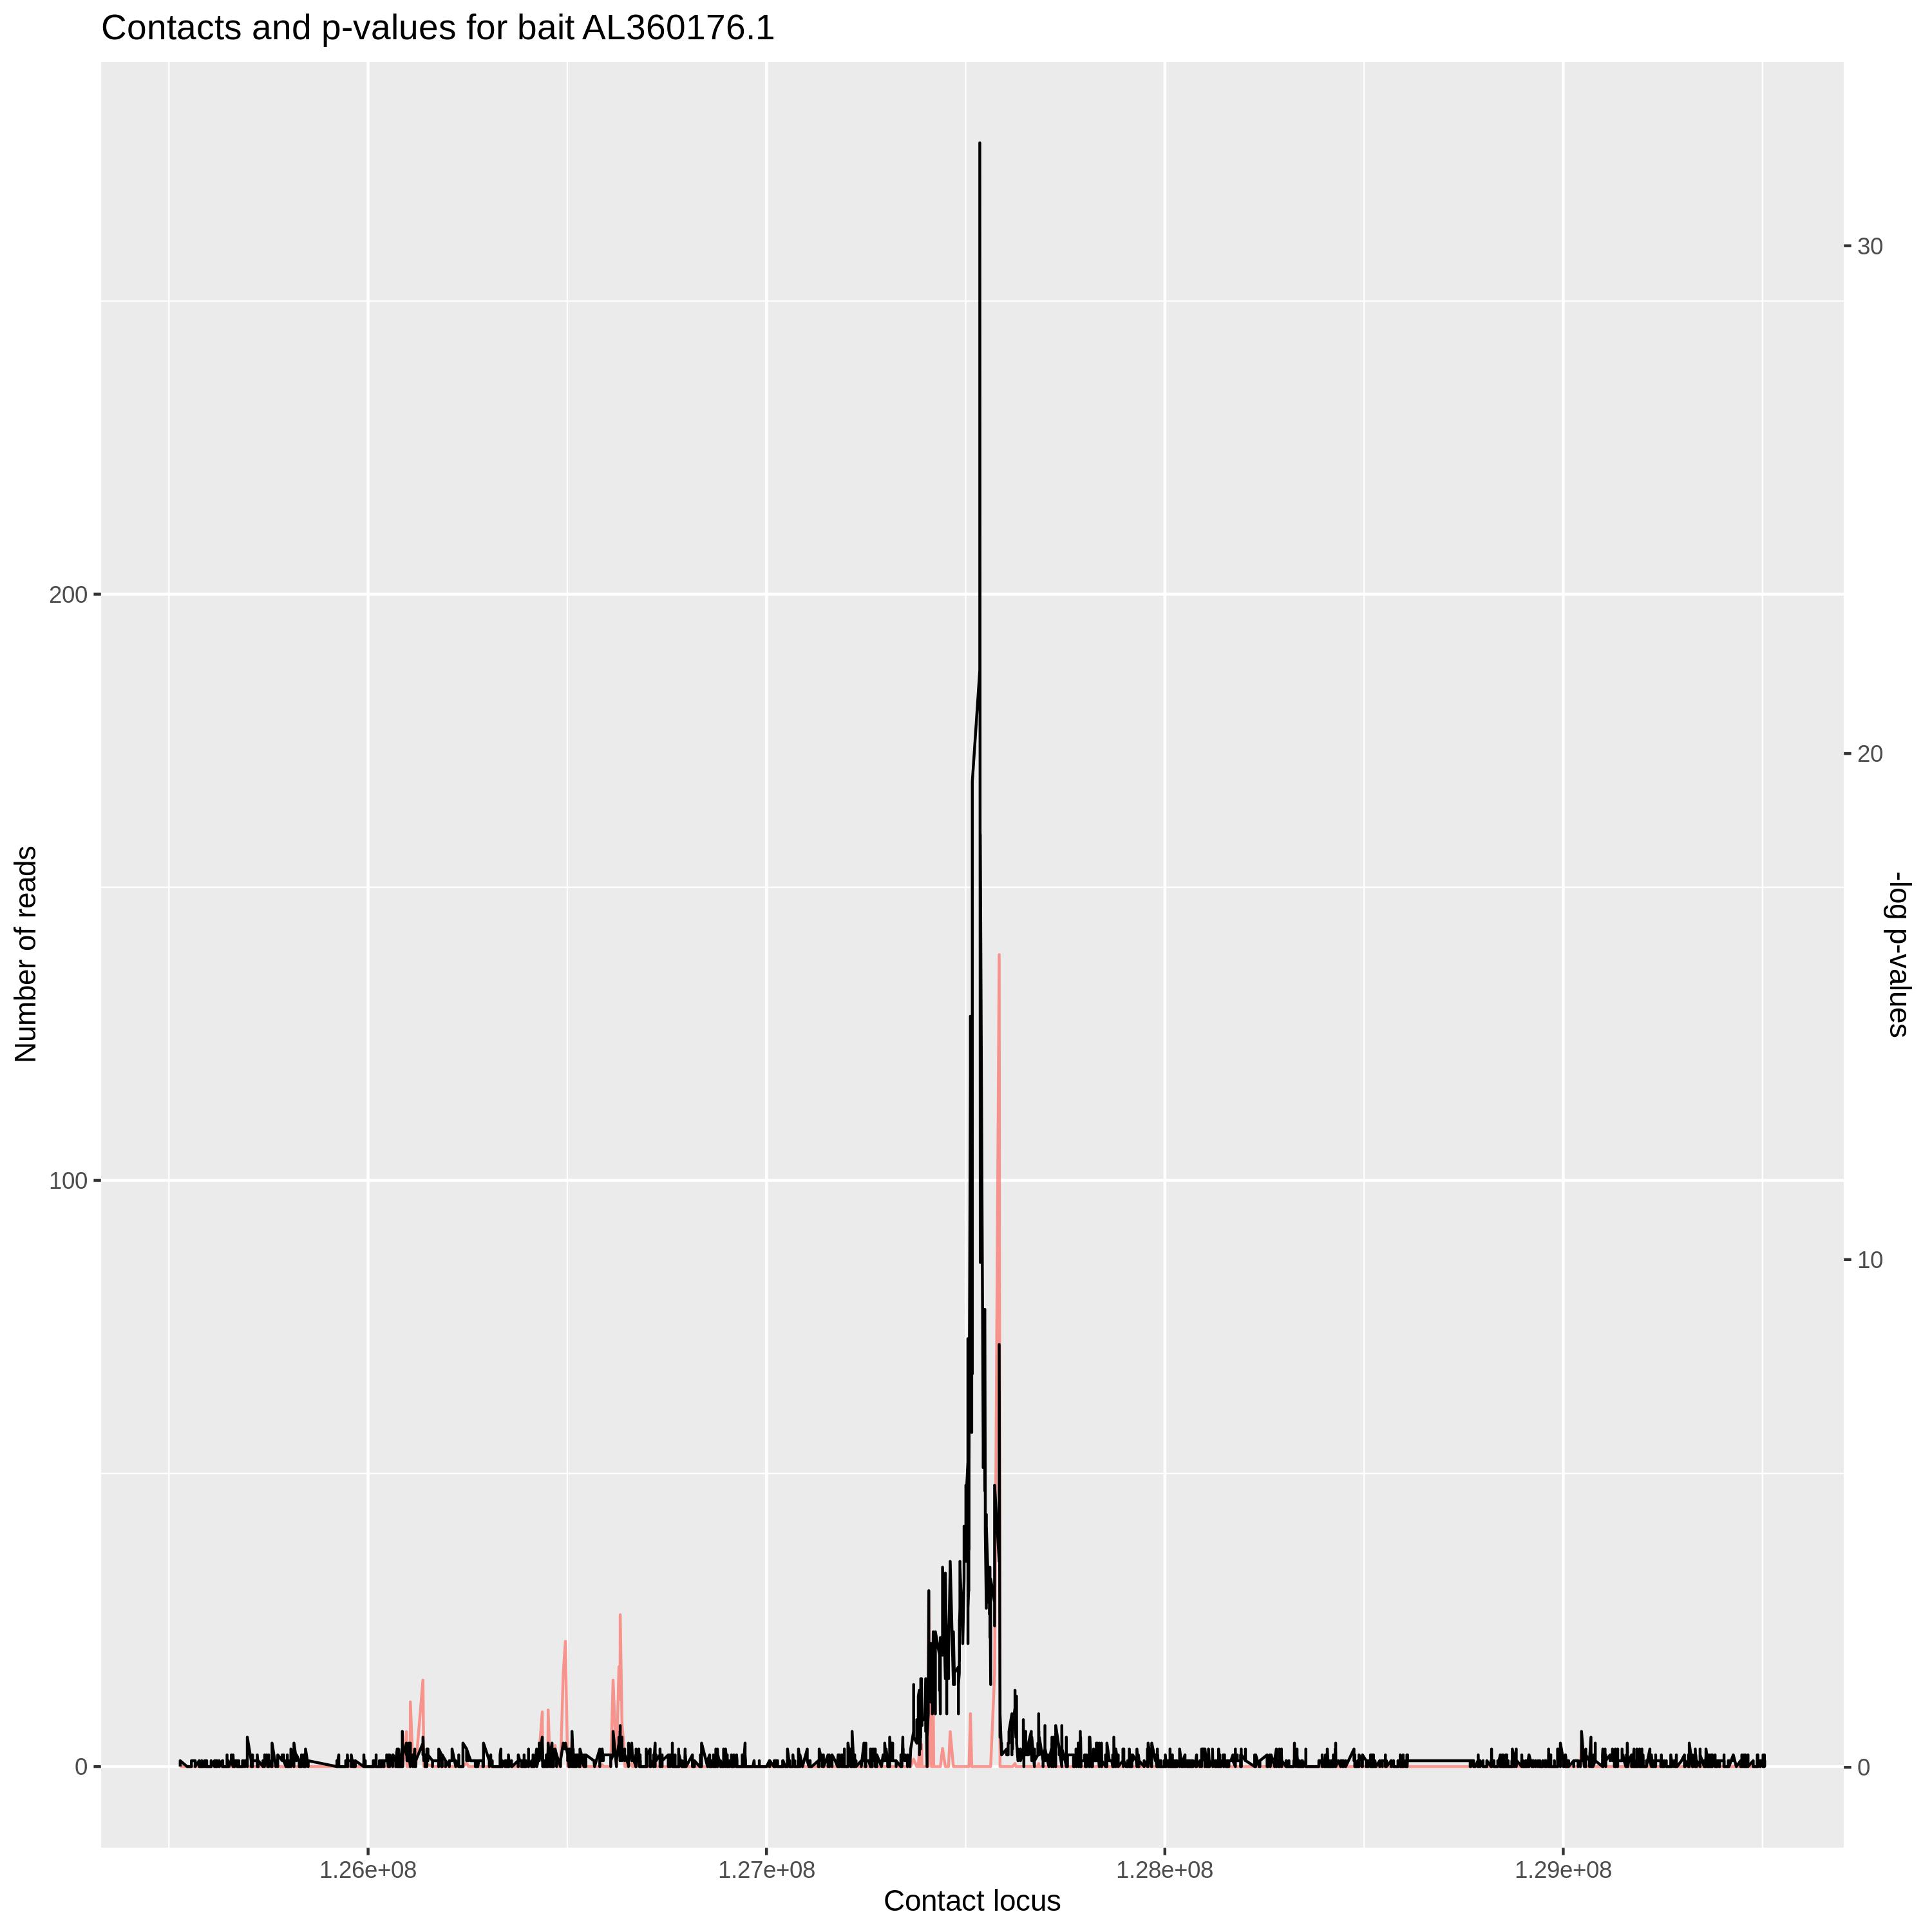 Contacts and p-values for bait AL360176.1
Number of reads
200
100
0
30
20
10
0
-log p-values
1.26e+08
1.27e+08
1.28e+08
1.29e+08
Contact locus